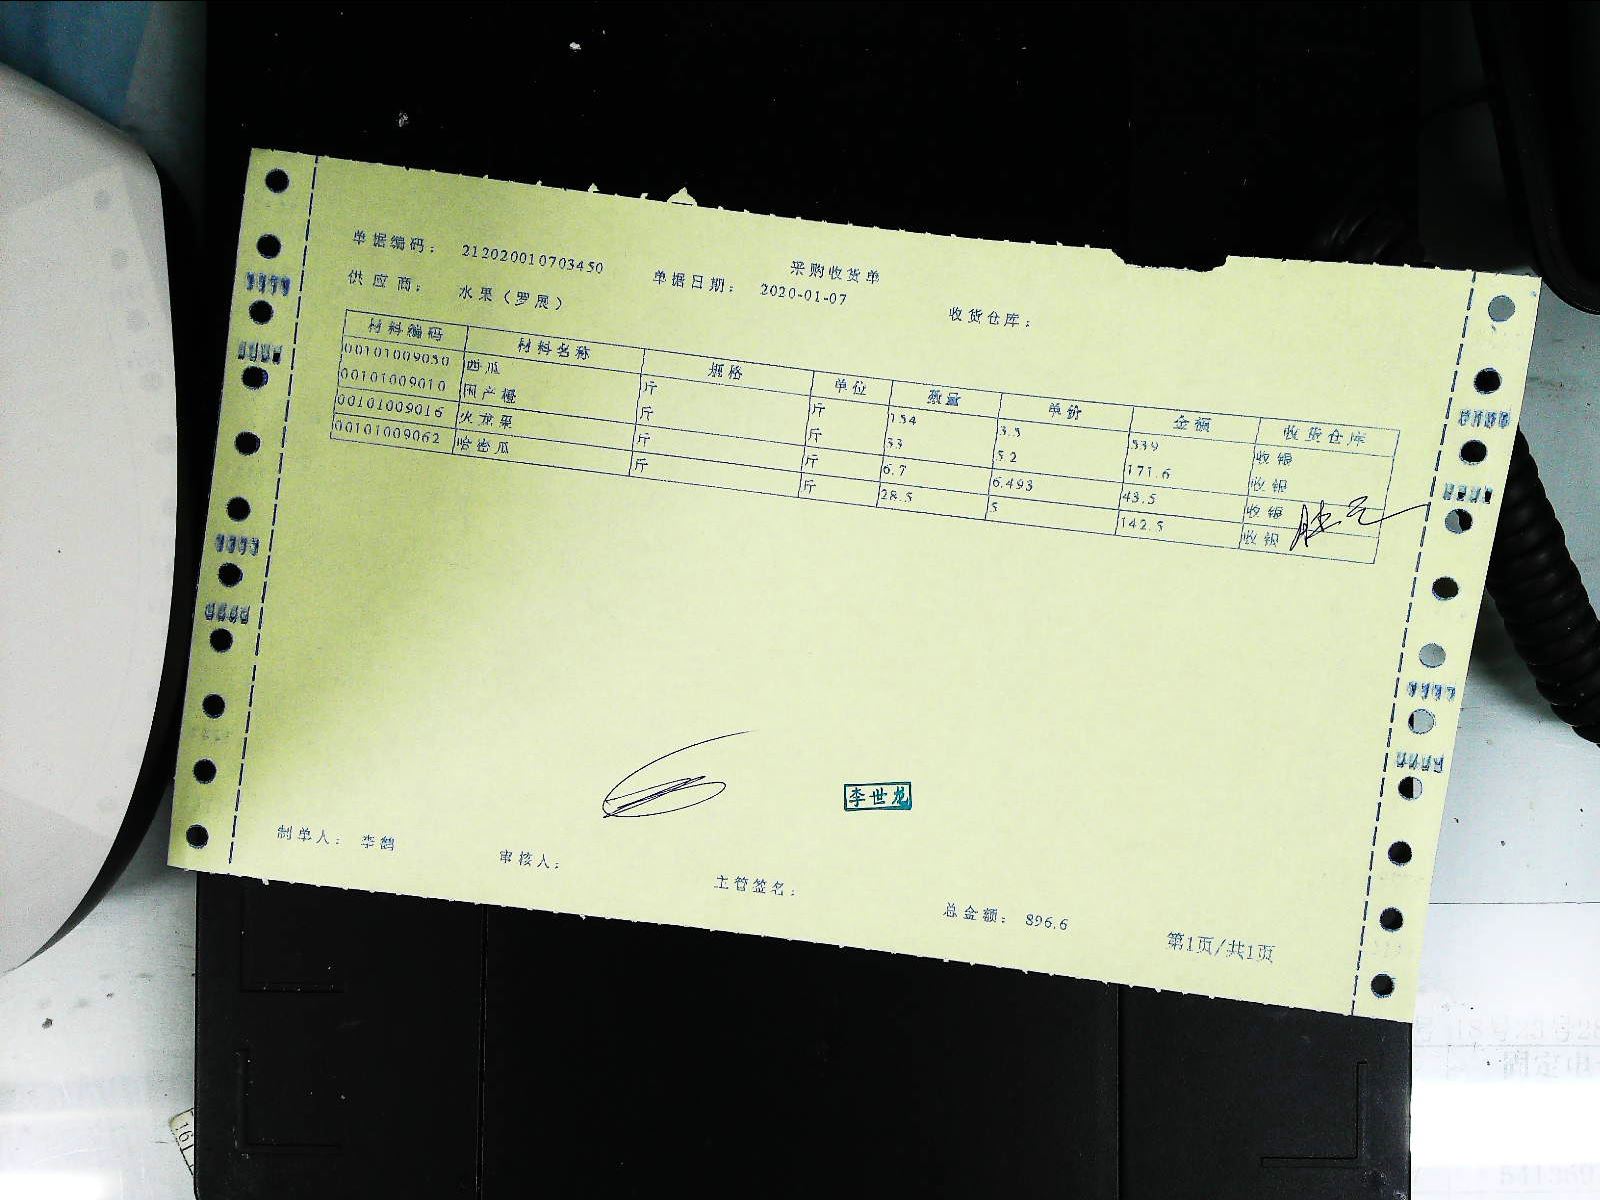 采购收货单
单据编码： 212020010703450 单据日期： 2020-01-07 收货仓库：
供应商： 水果（罗展）
材料编码 材料名称 规格 单位 数量 单价 金额 收货仓库
00101009050 西瓜 斤 斤 154 3.5 539 收银
00101009010 国产橙 斤 斤 33 5.2 171.6 收银
00101009016 火龙果 斤 斤 6.7 6.493 43.5 收银
00101009062 哈密瓜 斤 斤 28.5 5 142.5 收银
李世龙
制单人： 李鹤 审核人： 主管签名： 总金额： 896.6 第1页/共1页